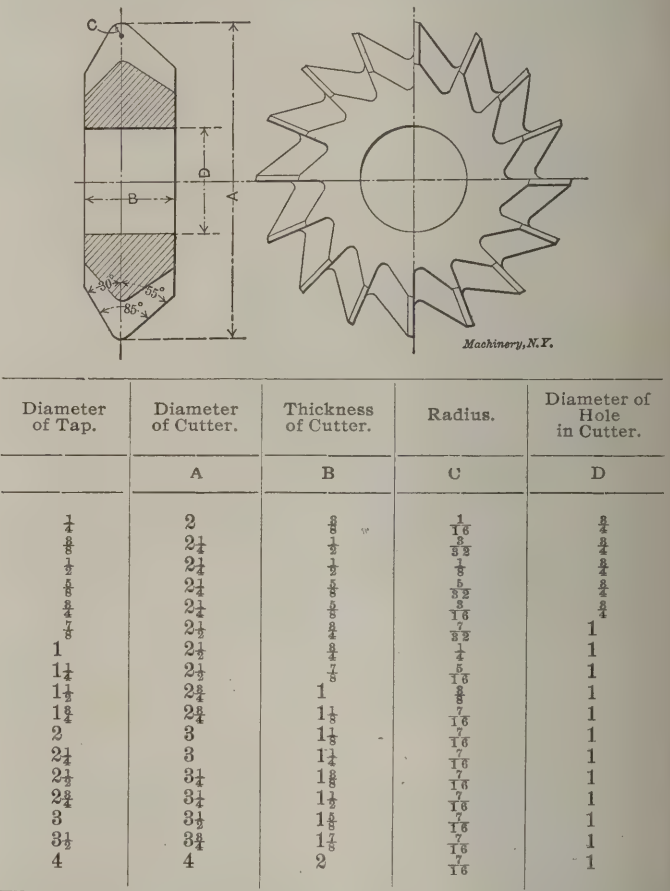 C
D
A
B
30°
55°
85°
Machinery, N.Y.
Diameter of Tap. Diameter of Cutter. Thickness of Cutter. Radius. Diameter of Hole in Cutter.
A B C D
1/4 2 3/8 1/16 3/4
3/8 2 1/4 1/2 3/32 3/4
1/2 2 1/4 1/2 1/8 3/4
5/8 2 1/4 5/8 5/32 3/4
3/4 2 1/4 5/8 3/16 3/4
7/8 2 1/2 3/4 7/32 1
1 2 1/2 3/4 1/4 1
1 1/4 2 1/2 7/8 5/16 1
1 1/2 2 3/4 1 3/8 1
1 3/4 2 3/4 1 1/8 7/16 1
2 3 1 1/8 7/16 1
2 1/4 3 1 1/4 7/16 1
2 1/2 3 1/4 1 3/8 7/16 1
2 3/4 3 1/4 1 1/2 7/16 1
3 3 1/2 1 5/8 7/16 1
3 1/2 3 3/4 1 7/8 7/16 1
4 4 2 7/16 1